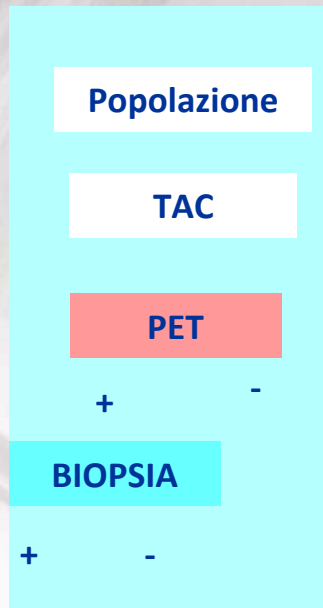 Popolazione
TAC
PET
+ -
BIOPSIA
+ -